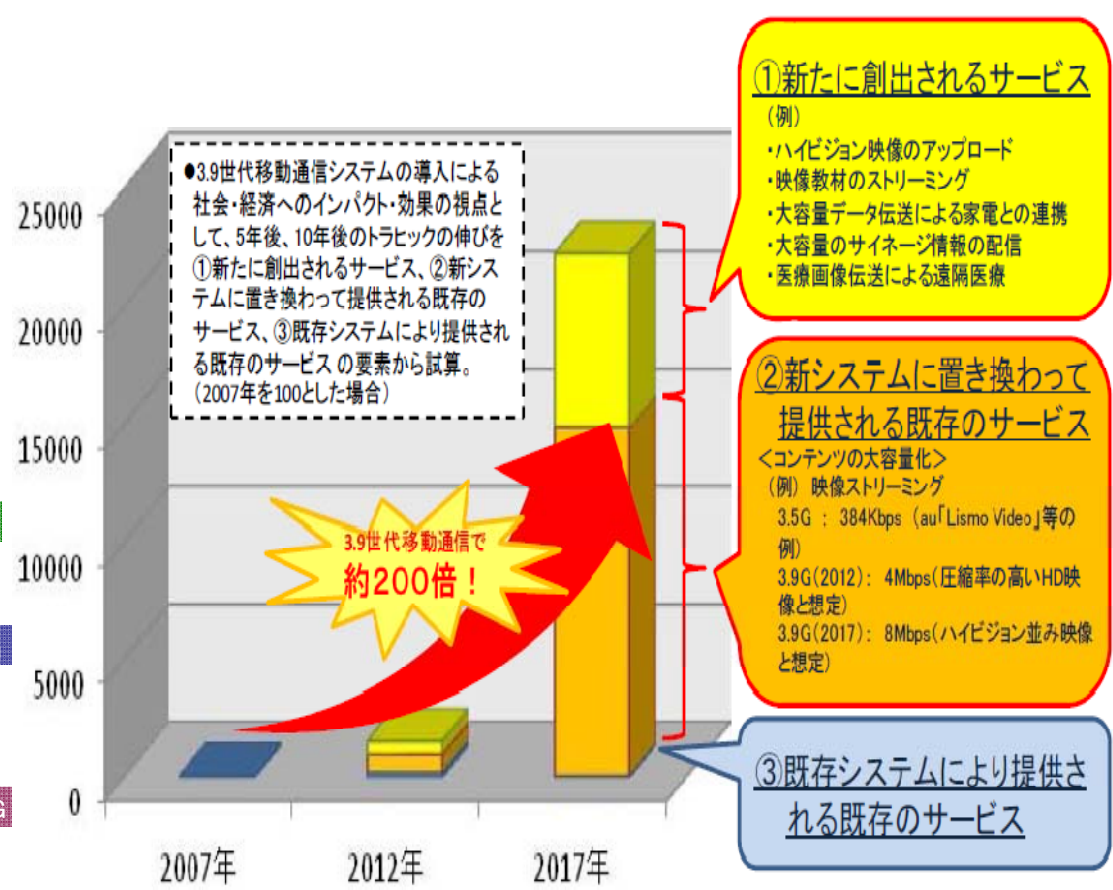 ●3.9世代移動通信システムの導入による
社会・経済へのインパクト・効果の視点と
して、5年後、10年後のトラヒックの伸びを
①新たに創出されるサービス、②新シス
テムに置き換わって提供される既存の
サービス、③既存システムにより提供され
る既存のサービス の要素から試算。
(2007年を100とした場合)
25000
20000
15000
10000
5000
0
2007年
2012年
2017年
3.9世代移動通信で
約200倍!
①新たに創出されるサービス
(例)
・ハイビジョン映像のアップロード
・映像教材のストリーミング
・大容量データ伝送による家電との連携
・大容量のサイネージ情報の配信
・医療画像伝送による遠隔医療
②新システムに置き換わって
提供される既存のサービス
<コンテンツの大容量化>
(例) 映像ストリーミング
3.5G : 384Kbps (au「Lismo Video」等の
例)
3.9G(2012): 4Mbps(圧縮率の高いHD映
像と想定)
3.9G(2017): 8Mbps(ハイビジョン並み映像
と想定)
③既存システムにより提供さ
れる既存のサービス